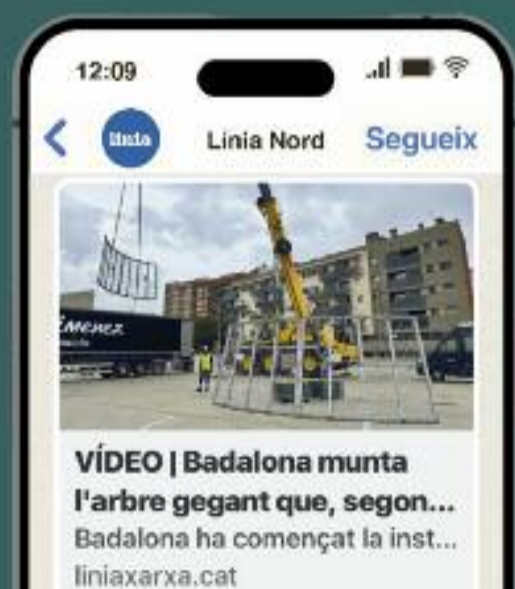 12:09
línia
Linia Nord
Segueix
VÍDEO | Badalona munta
l'arbre gegant que, segon...
Badalona ha començat la inst...
liniaxarxa.cat